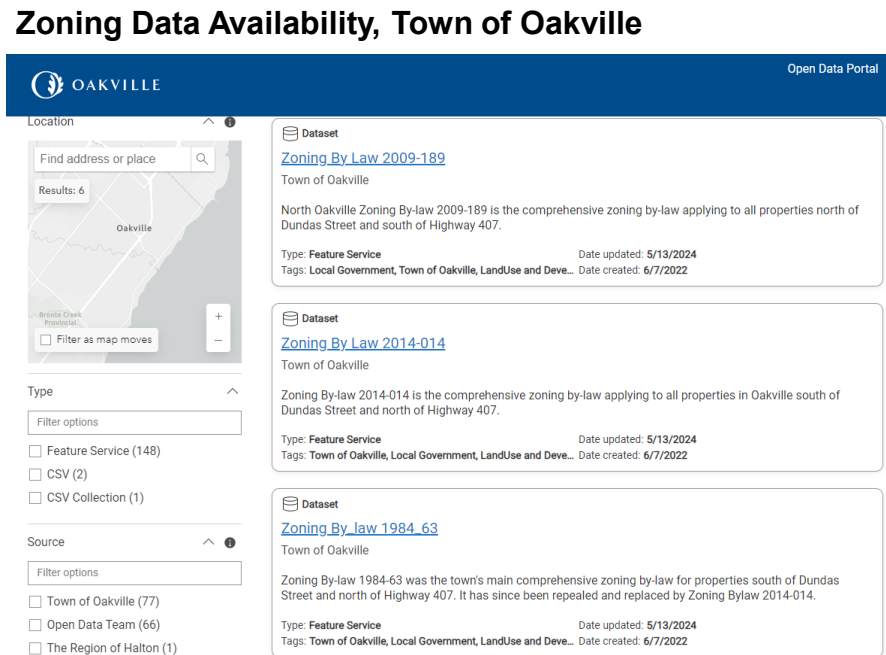 Zoning Data Availability, Town of Oakville
OAKVILLE
Open Data Portal
Location
Find address or place
Results: 6
Oakville
Bronte Creek
Provincial
+
−
Filter as map moves
Type
Filter options
Feature Service (148)
CSV (2)
CSV Collection (1)
Source
Filter options
Town of Oakville (77)
Open Data Team (66)
The Region of Halton (1)
Dataset
Zoning By Law 2009-189
Town of Oakville
North Oakville Zoning By-law 2009-189 is the comprehensive zoning by-law applying to all properties north of
Dundas Street and south of Highway 407.
Type: Feature Service Date updated: 5/13/2024
Tags: Local Government, Town of Oakville, LandUse and Deve... Date created: 6/7/2022
Dataset
Zoning By Law 2014-014
Town of Oakville
Zoning By-law 2014-014 is the comprehensive zoning by-law applying to all properties in Oakville south of
Dundas Street and north of Highway 407.
Type: Feature Service Date updated: 5/13/2024
Tags: Town of Oakville, Local Government, LandUse and Deve... Date created: 6/7/2022
Dataset
Zoning By_law 1984_63
Town of Oakville
Zoning By-law 1984-63 was the town's main comprehensive zoning by-law for properties south of Dundas
Street and north of Highway 407. It has since been repealed and replaced by Zoning Bylaw 2014-014.
Type: Feature Service Date updated: 5/13/2024
Tags: Town of Oakville, Local Government, LandUse and Deve... Date created: 6/7/2022